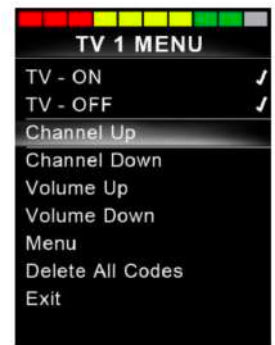 TV 1 MENU
TV - ON
TV - OFF
Channel Up
Channel Down
Volume Up
Volume Down
Menu
Delete All Codes
Exit